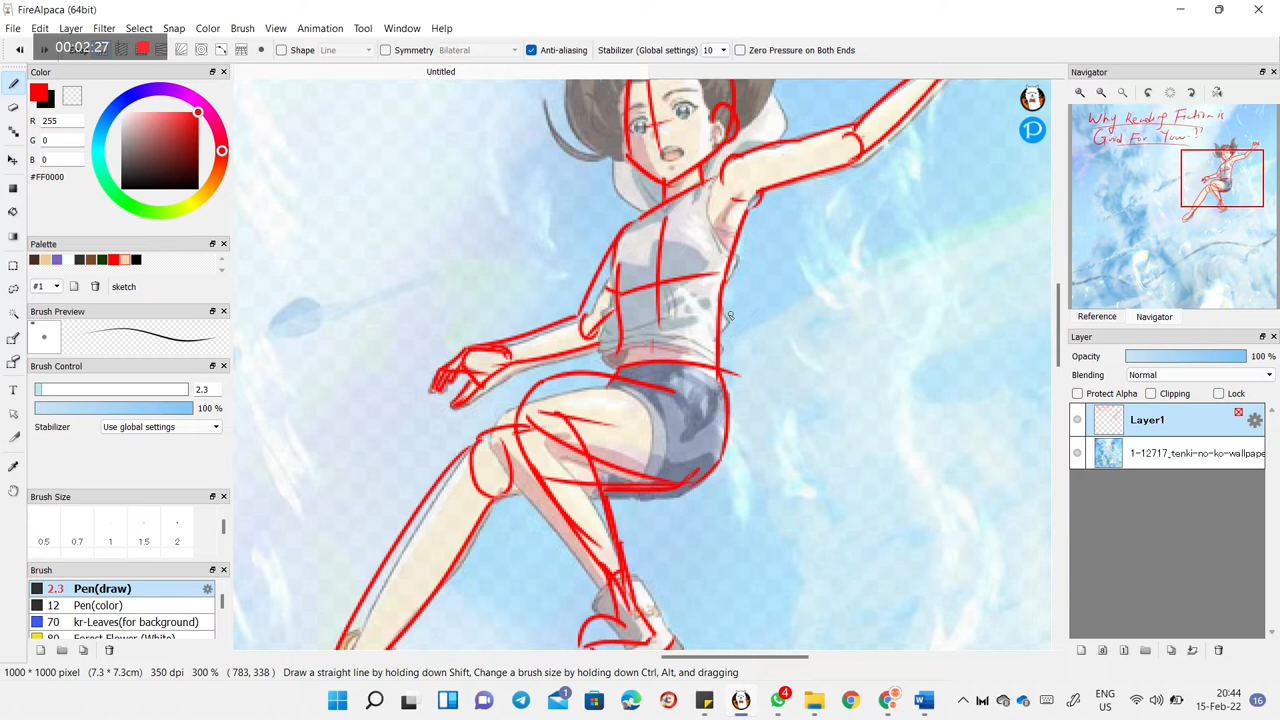 FireAlpaca (64bit)
File Edit Layer Filter Select Snap Color Brush View Animation Tool Window Help
00:02:27
Shape Line Symmetry Bilateral Anti-aliasing Stabilizer (Global settings) 10 Zero Pressure on Both Ends
Color
Untitled
Navigator
R 255
G 0
B 0
#FF0000
Why Reading Fiction is
Good For You??
Palette
#1 sketch
Brush Preview
Reference Navigator
Layer
Opacity 100 %
Brush Control
Blending Normal
2.3
Protect Alpha Clipping Lock
100 %
Stabilizer Use global settings
Layer1
1-12717_tenki-no-ko-wallpape
Brush Size
0.5 0.7 1 1.5 2
Brush
2.3 Pen(draw)
12 Pen(color)
70 kr-Leaves(for background)
80 Forest Flower (White)
1000 * 1000 pixel (7.3 * 7.3cm) 350 dpi 300 % ( 783, 338 ) Draw a straight line by holding down Shift, Change a brush size by holding down Ctrl, Alt, and dragging
1 4
ENG
US
20:44
15-Feb-22
16